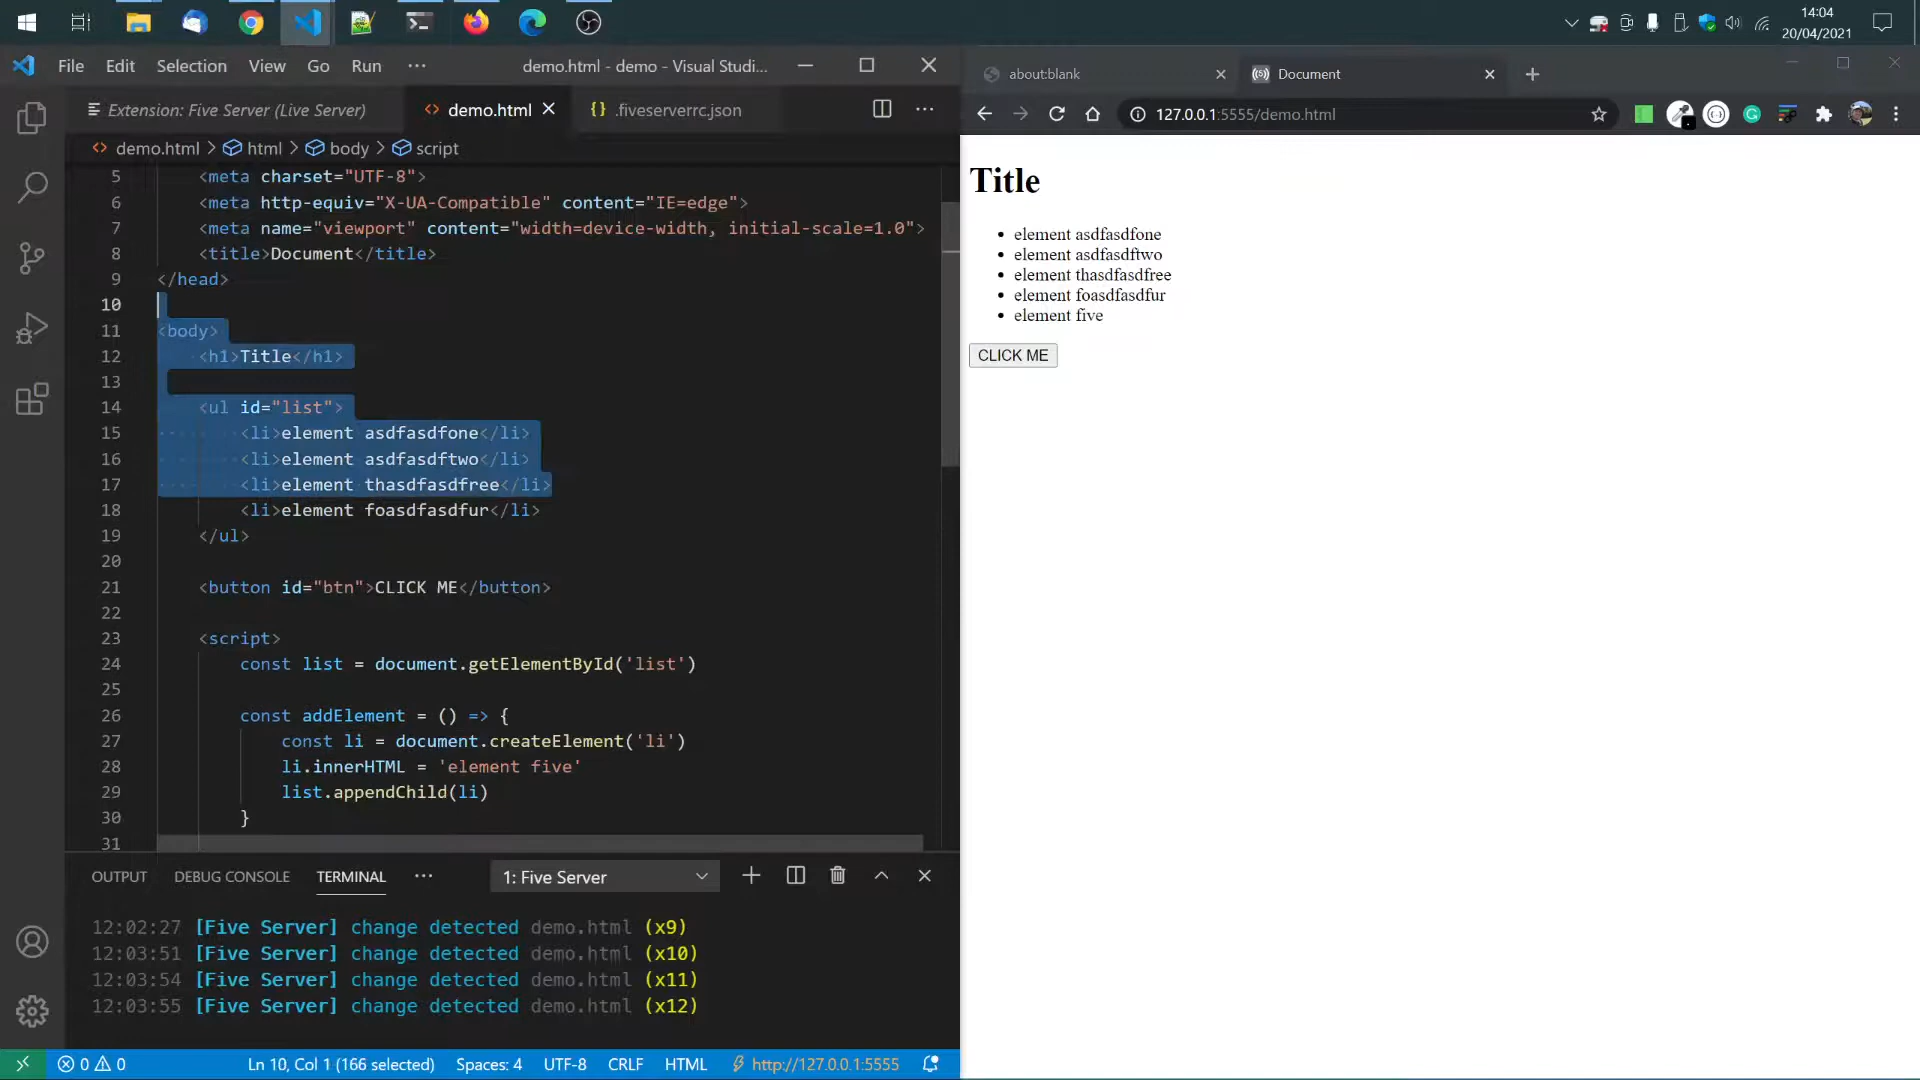 14:04
20/04/2021
File Edit Selection View Go Run ··· demo.html - demo - Visual Studi...
Extension: Five Server (Live Server) demo.html .fiveserverrc.json
demo.html > html > body > script
5 <meta charset="UTF-8">
6 <meta http-equiv="X-UA-Compatible" content="IE=edge">
7 <meta name="viewport" content="width=device-width, initial-scale=1.0">
8 <title>Document</title>
9 </head>
10
11 <body>
12 <h1>Title</h1>
13
14 <ul id="list">
15 <li>element asdfasdfone</li>
16 <li>element asdfasdftwo</li>
17 <li>element thasdfasdfree</li>
18 <li>element foasdfasdfur</li>
19 </ul>
20
21 <button id="btn">CLICK ME</button>
22
23 <script>
24 const list = document.getElementById('list')
25
26 const addElement = () => {
27 const li = document.createElement('li')
28 li.innerHTML = 'element five'
29 list.appendChild(li)
30 }
31
OUTPUT DEBUG CONSOLE TERMINAL ··· 1: Five Server
12:02:27 [Five Server] change detected demo.html (x9)
12:03:51 [Five Server] change detected demo.html (x10)
12:03:54 [Five Server] change detected demo.html (x11)
12:03:55 [Five Server] change detected demo.html (x12)
0 0 Ln 10, Col 1 (166 selected) Spaces: 4 UTF-8 CRLF HTML http://127.0.0.1:5555
about:blank Document
127.0.0.1:5555/demo.html
Title
• element asdfasdfone
• element asdfasdftwo
• element thasdfasdfree
• element foasdfasdfur
• element five
CLICK ME